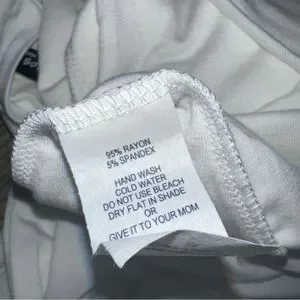 95% RAYON
5% SPANDEX
HAND WASH
COLD WATER
DO NOT USE BLEACH
DRY FLAT IN SHADE
OR
GIVE IT TO YOUR MOM